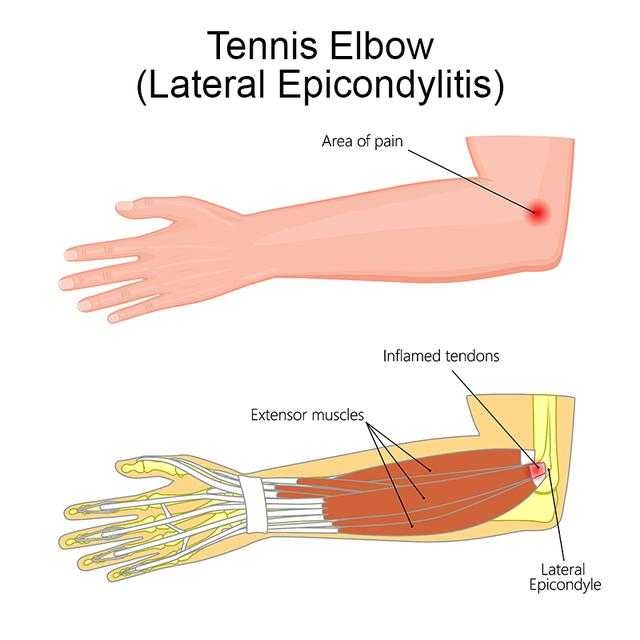 Tennis Elbow
(Lateral Epicondylitis)
Area of pain
Inflamed tendons
Extensor muscles
Lateral
Epicondyle